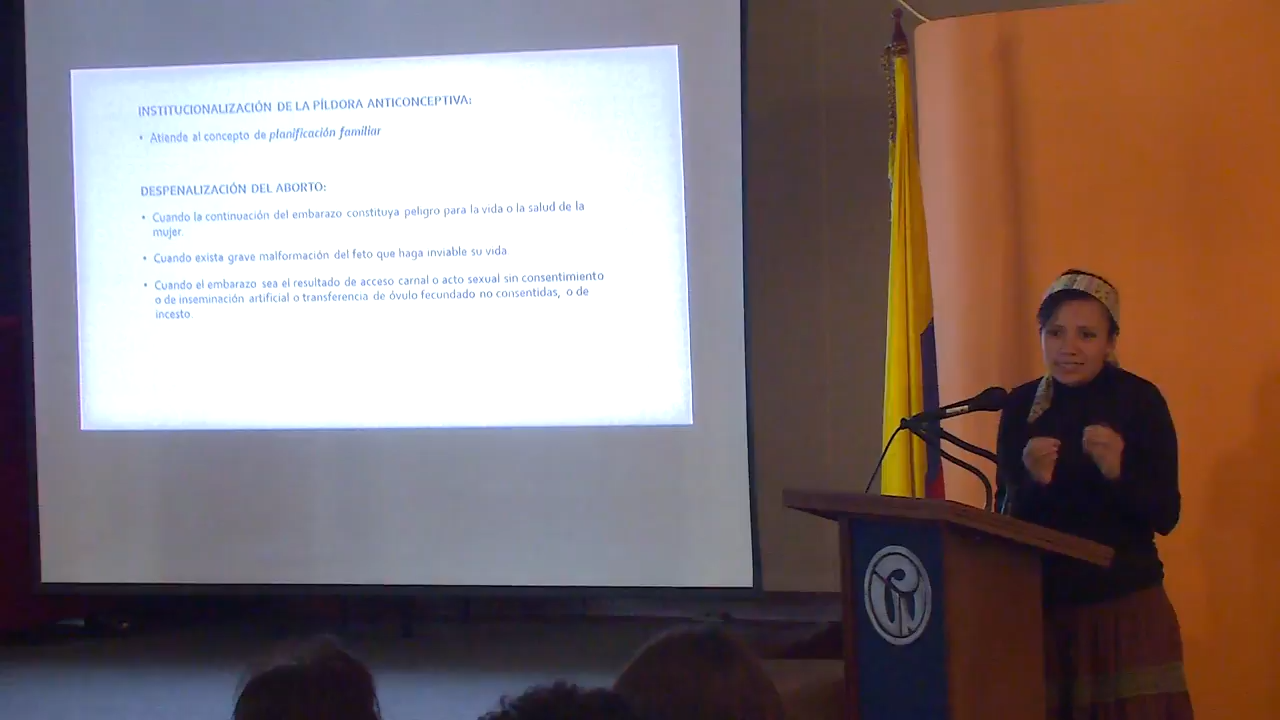 INSTITUCIONALIZACIÓN DE LA PÍLDORA ANTICONCEPTIVA:
• Atiende al concepto de planificación familiar
DESPENALIZACIÓN DEL ABORTO:
• Cuando la continuación del embarazo constituya peligro para la vida o la salud de la
mujer.
• Cuando exista grave malformación del feto que haga inviable su vida
• Cuando el embarazo sea el resultado de acceso carnal o acto sexual sin consentimiento
o de inseminación artificial o transferencia de óvulo fecundado no consentidas, o de
incesto.